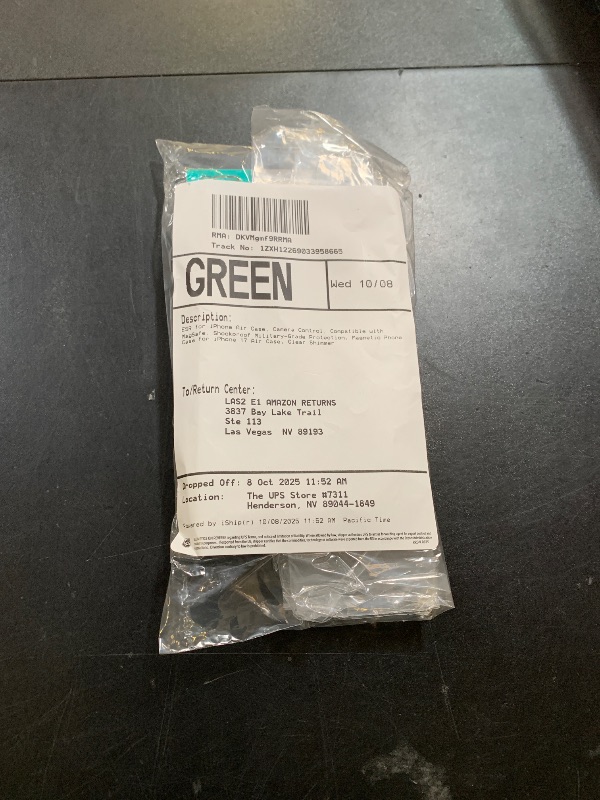 RMA: DKVMgmf9RRMA
Track No: 1ZXH12269033958665
GREEN
Wed 10/08
Description:
ESR for iPhone Air Case, Camera Control, Compatible with
MagSafe, Shockproof Military-Grade Protection, Magnetic Phone
Case for iPhone 17 Air Case, Clear Shimmer
To/Return Center:
LAS2 E1 AMAZON RETURNS
3837 Bay Lake Trail
Ste 113
Las Vegas NV 89193
Dropped Off: 8 Oct 2025 11:52 AM
Location: The UPS Store #7311
Henderson, NV 89044-1849
Powered by iShip(r) 10/08/2025 11:52 AM Pacific Time